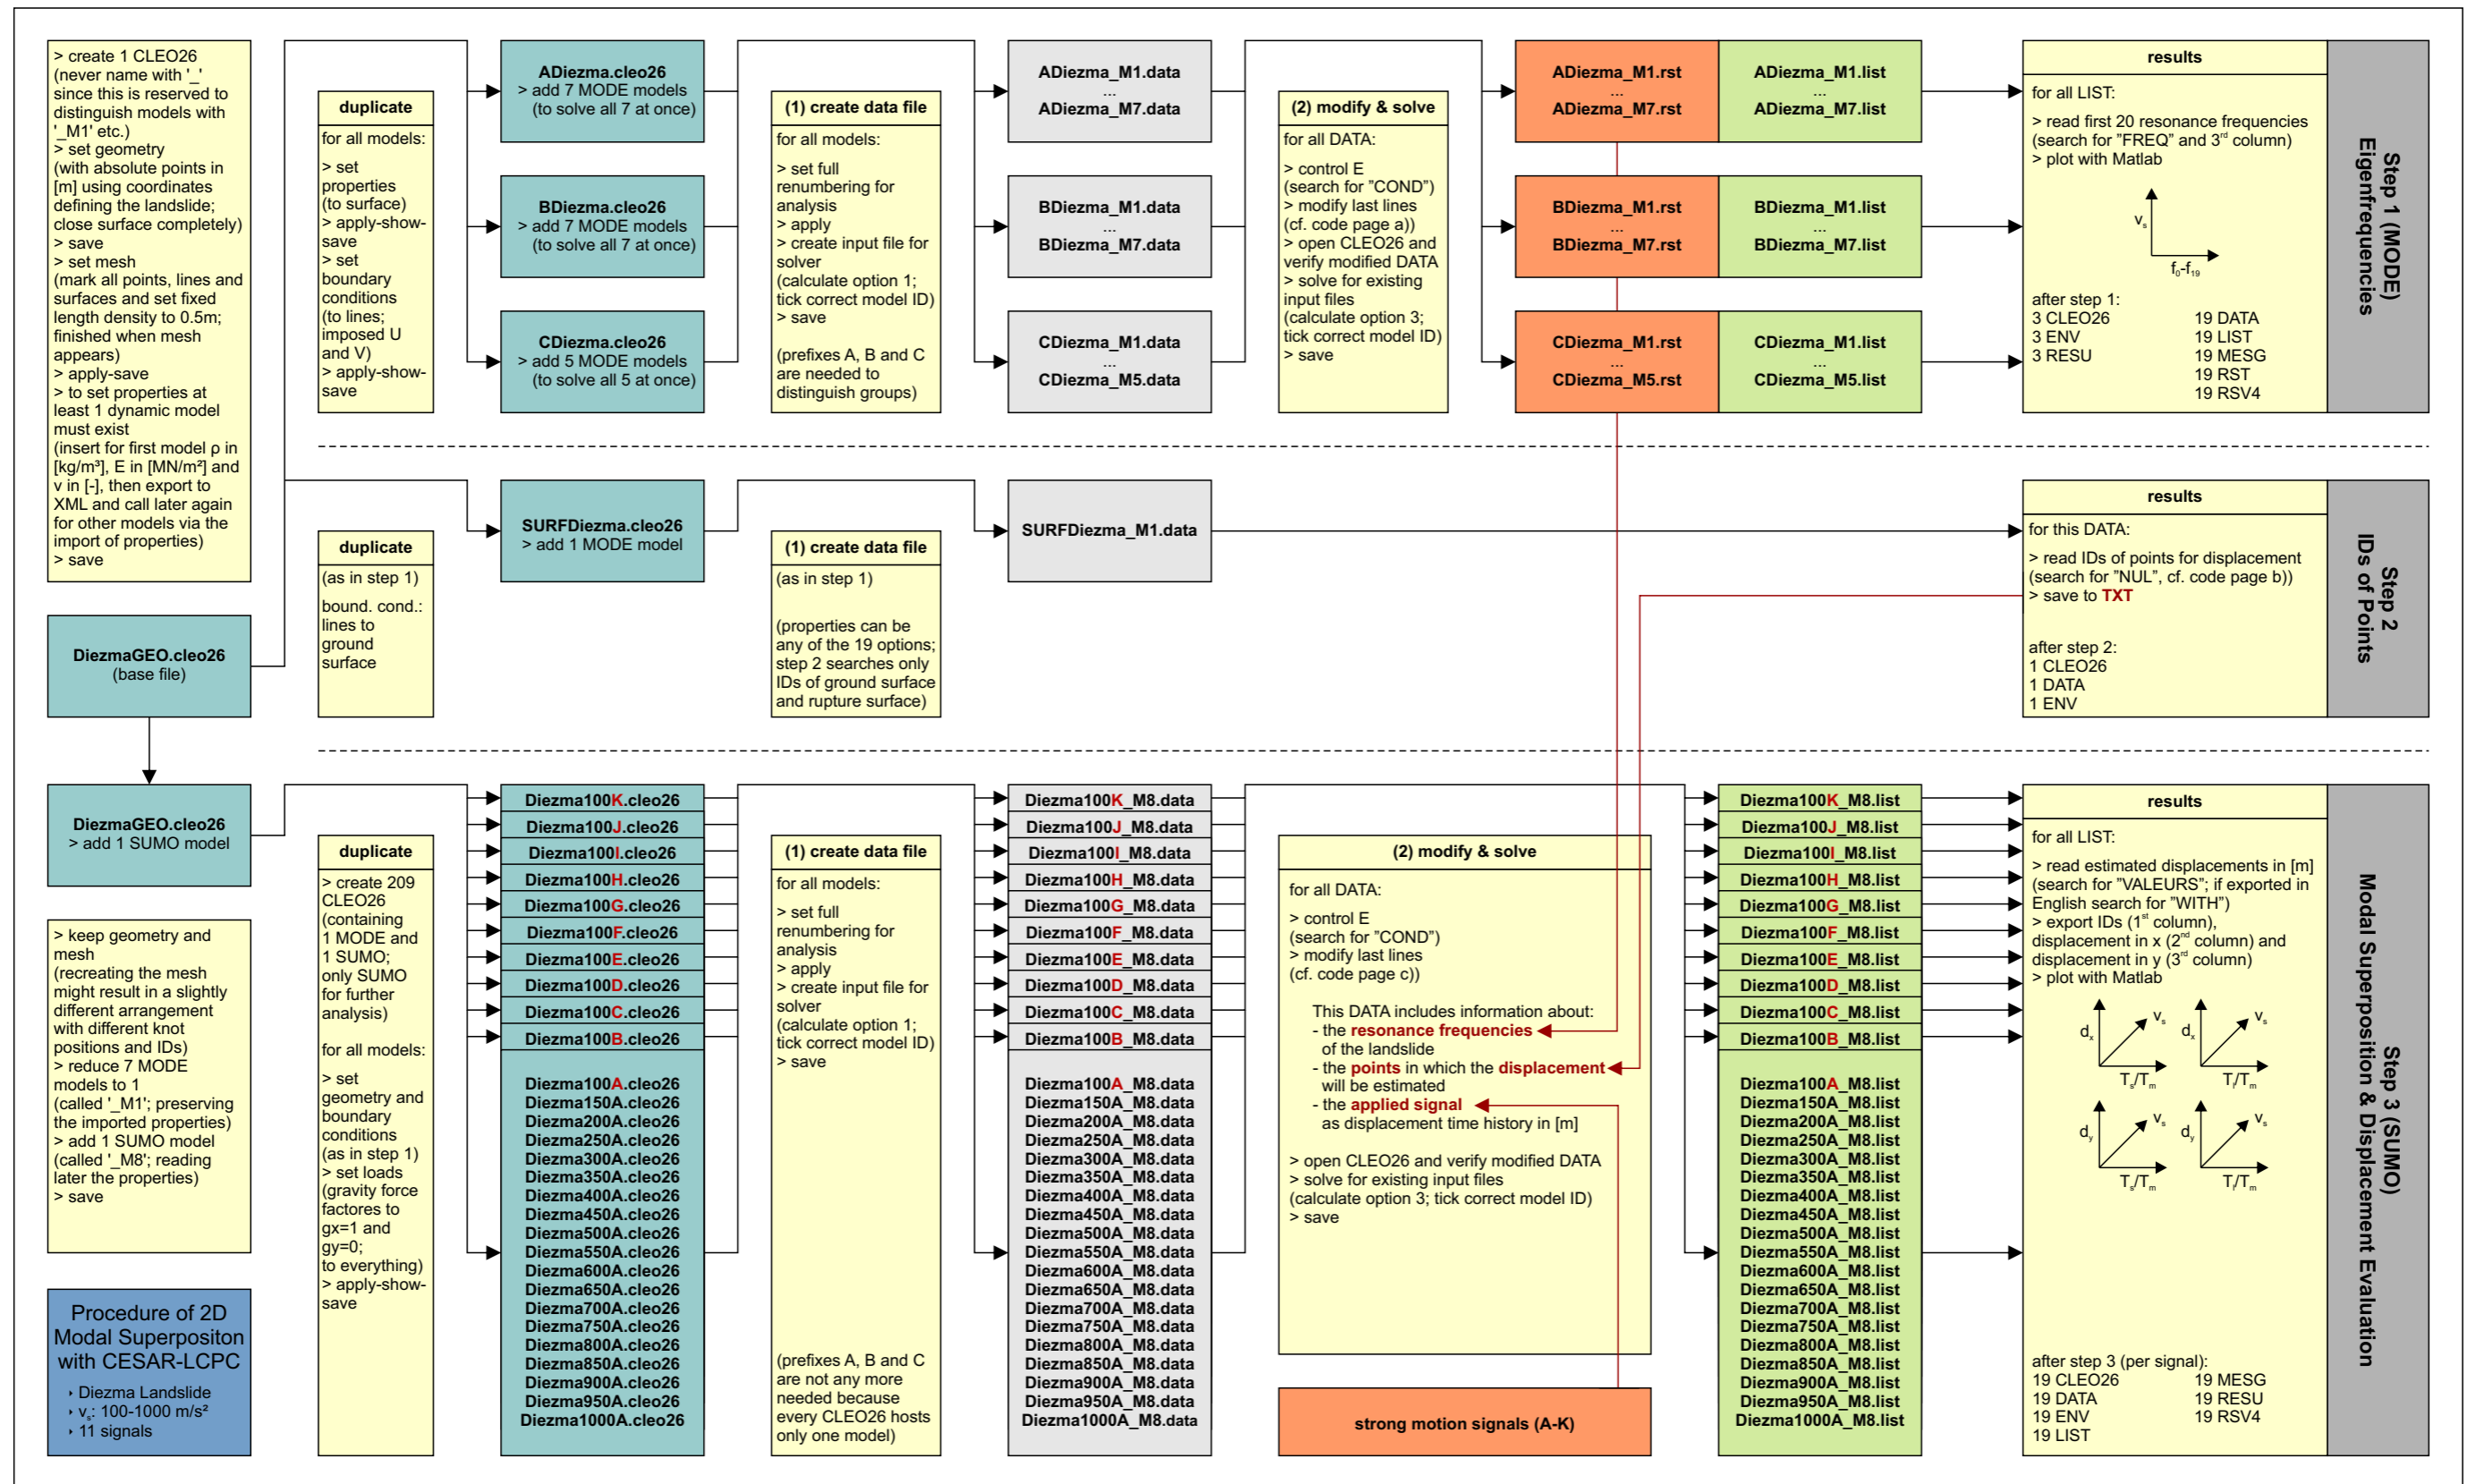 > create 1 CLEO26
(never name with '_'
since this is reserved to
distinguish models with
'_M1' etc.)
> set geometry
(with absolute points in
[m] using coordinates
defining the landslide;
close surface completely)
> save
> set mesh
(mark all points, lines and
surfaces and set fixed
length density to 0.5m;
finished when mesh
appears)
> apply-save
> to set properties at
least 1 dynamic model
must exist
(insert for first model ρ in
[kg/m³], E in [MN/m²] and
ν in [-], then export to
XML and call later again
for other models via the
import of properties)
> save
duplicate
for all models:
> set
properties
(to surface)
> apply-show-
save
> set
boundary
conditions
(to lines;
imposed U
and V)
> apply-show-
save
ADiezma.cleo26
> add 7 MODE models
(to solve all 7 at once)
BDiezma.cleo26
> add 7 MODE models
(to solve all 7 at once)
CDiezma.cleo26
> add 5 MODE models
(to solve all 5 at once)
(1) create data file
for all models:
> set full
renumbering for
analysis
> apply
> create input file for
solver
(calculate option 1;
tick correct model ID)
> save
(prefixes A, B and C
are needed to
distinguish groups)
ADiezma_M1.data
...
ADiezma_M7.data
BDiezma_M1.data
...
BDiezma_M7.data
CDiezma_M1.data
...
CDiezma_M5.data
(2) modify & solve
for all DATA:
> control E
(search for "COND")
> modify last lines
(cf. code page a))
> open CLEO26 and
verify modified DATA
> solve for existing
input files
(calculate option 3;
tick correct model ID)
> save
ADiezma_M1.rst
...
ADiezma_M7.rst
BDiezma_M1.rst
...
BDiezma_M7.rst
CDiezma_M1.rst
...
CDiezma_M5.rst
ADiezma_M1.list
...
ADiezma_M7.list
BDiezma_M1.list
...
BDiezma_M7.list
CDiezma_M1.list
...
CDiezma_M5.list
results
for all LIST:
> read first 20 resonance frequencies
(search for "FREQ" and 3rd column)
> plot with Matlab
vs
f0-f19
after step 1:
3 CLEO26 19 DATA
3 ENV 19 LIST
3 RESU 19 MESG
19 RST
19 RSV4
Step 1 (MODE)
Eigenfrequencies
DiezmaGEO.cleo26
(base file)
duplicate
(as in step 1)
bound. cond.:
lines to
ground
surface
SURFDiezma.cleo26
> add 1 MODE model
(1) create data file
(as in step 1)
(properties can be
any of the 19 options;
step 2 searches only
IDs of ground surface
and rupture surface)
SURFDiezma_M1.data
results
for this DATA:
> read IDs of points for displacement
(search for "NUL", cf. code page b))
> save to TXT
after step 2:
1 CLEO26
1 DATA
1 ENV
Step 2
IDs of Points
DiezmaGEO.cleo26
> add 1 SUMO model
> keep geometry and
mesh
(recreating the mesh
might result in a slightly
different arrangement
with different knot
positions and IDs)
> reduce 7 MODE
models to 1
(called '_M1'; preserving
the imported properties)
> add 1 SUMO model
(called '_M8'; reading
later the properties)
> save
Procedure of 2D
Modal Superpositon
with CESAR-LCPC
‣ Diezma Landslide
‣ vs: 100-1000 m/s²
‣ 11 signals
duplicate
> create 209
CLEO26
(containing
1 MODE and
1 SUMO;
only SUMO
for further
analysis)
for all models:
> set
geometry and
boundary
conditions
(as in step 1)
> set loads
(gravity force
factores to
gx=1 and
gy=0;
to everything)
> apply-show-
save
Diezma100K.cleo26
Diezma100J.cleo26
Diezma100I.cleo26
Diezma100H.cleo26
Diezma100G.cleo26
Diezma100F.cleo26
Diezma100E.cleo26
Diezma100D.cleo26
Diezma100C.cleo26
Diezma100B.cleo26
Diezma100A.cleo26
Diezma150A.cleo26
Diezma200A.cleo26
Diezma250A.cleo26
Diezma300A.cleo26
Diezma350A.cleo26
Diezma400A.cleo26
Diezma450A.cleo26
Diezma500A.cleo26
Diezma550A.cleo26
Diezma600A.cleo26
Diezma650A.cleo26
Diezma700A.cleo26
Diezma750A.cleo26
Diezma800A.cleo26
Diezma850A.cleo26
Diezma900A.cleo26
Diezma950A.cleo26
Diezma1000A.cleo26
(1) create data file
for all models:
> set full
renumbering for
analysis
> apply
> create input file for
solver
(calculate option 1;
tick correct model ID)
> save
(prefixes A, B and C
are not any more
needed because
every CLEO26 hosts
only one model)
Diezma100K_M8.data
Diezma100J_M8.data
Diezma100I_M8.data
Diezma100H_M8.data
Diezma100G_M8.data
Diezma100F_M8.data
Diezma100E_M8.data
Diezma100D_M8.data
Diezma100C_M8.data
Diezma100B_M8.data
Diezma100A_M8.data
Diezma150A_M8.data
Diezma200A_M8.data
Diezma250A_M8.data
Diezma300A_M8.data
Diezma350A_M8.data
Diezma400A_M8.data
Diezma450A_M8.data
Diezma500A_M8.data
Diezma550A_M8.data
Diezma600A_M8.data
Diezma650A_M8.data
Diezma700A_M8.data
Diezma750A_M8.data
Diezma800A_M8.data
Diezma850A_M8.data
Diezma900A_M8.data
Diezma950A_M8.data
Diezma1000A_M8.data
(2) modify & solve
for all DATA:
> control E
(search for "COND")
> modify last lines
(cf. code page c))
This DATA includes information about:
- the resonance frequencies
of the landslide
- the points in which the displacement
will be estimated
- the applied signal
as displacement time history in [m]
> open CLEO26 and verify modified DATA
> solve for existing input files
(calculate option 3; tick correct model ID)
> save
strong motion signals (A-K)
Diezma100K_M8.list
Diezma100J_M8.list
Diezma100I_M8.list
Diezma100H_M8.list
Diezma100G_M8.list
Diezma100F_M8.list
Diezma100E_M8.list
Diezma100D_M8.list
Diezma100C_M8.list
Diezma100B_M8.list
Diezma100A_M8.list
Diezma150A_M8.list
Diezma200A_M8.list
Diezma250A_M8.list
Diezma300A_M8.list
Diezma350A_M8.list
Diezma400A_M8.list
Diezma450A_M8.list
Diezma500A_M8.list
Diezma550A_M8.list
Diezma600A_M8.list
Diezma650A_M8.list
Diezma700A_M8.list
Diezma750A_M8.list
Diezma800A_M8.list
Diezma850A_M8.list
Diezma900A_M8.list
Diezma950A_M8.list
Diezma1000A_M8.list
results
for all LIST:
> read estimated displacements in [m]
(search for "VALEURS"; if exported in
English search for "WITH")
> export IDs (1st column),
displacement in x (2nd column) and
displacement in y (3rd column)
> plot with Matlab
dx vs dx vs
Ts/Tm Tl/Tm
dy vs dy vs
Ts/Tm Tl/Tm
after step 3 (per signal):
19 CLEO26 19 MESG
19 DATA 19 RESU
19 ENV 19 RSV4
19 LIST
Step 3 (SUMO)
Modal Superposition & Displacement Evaluation